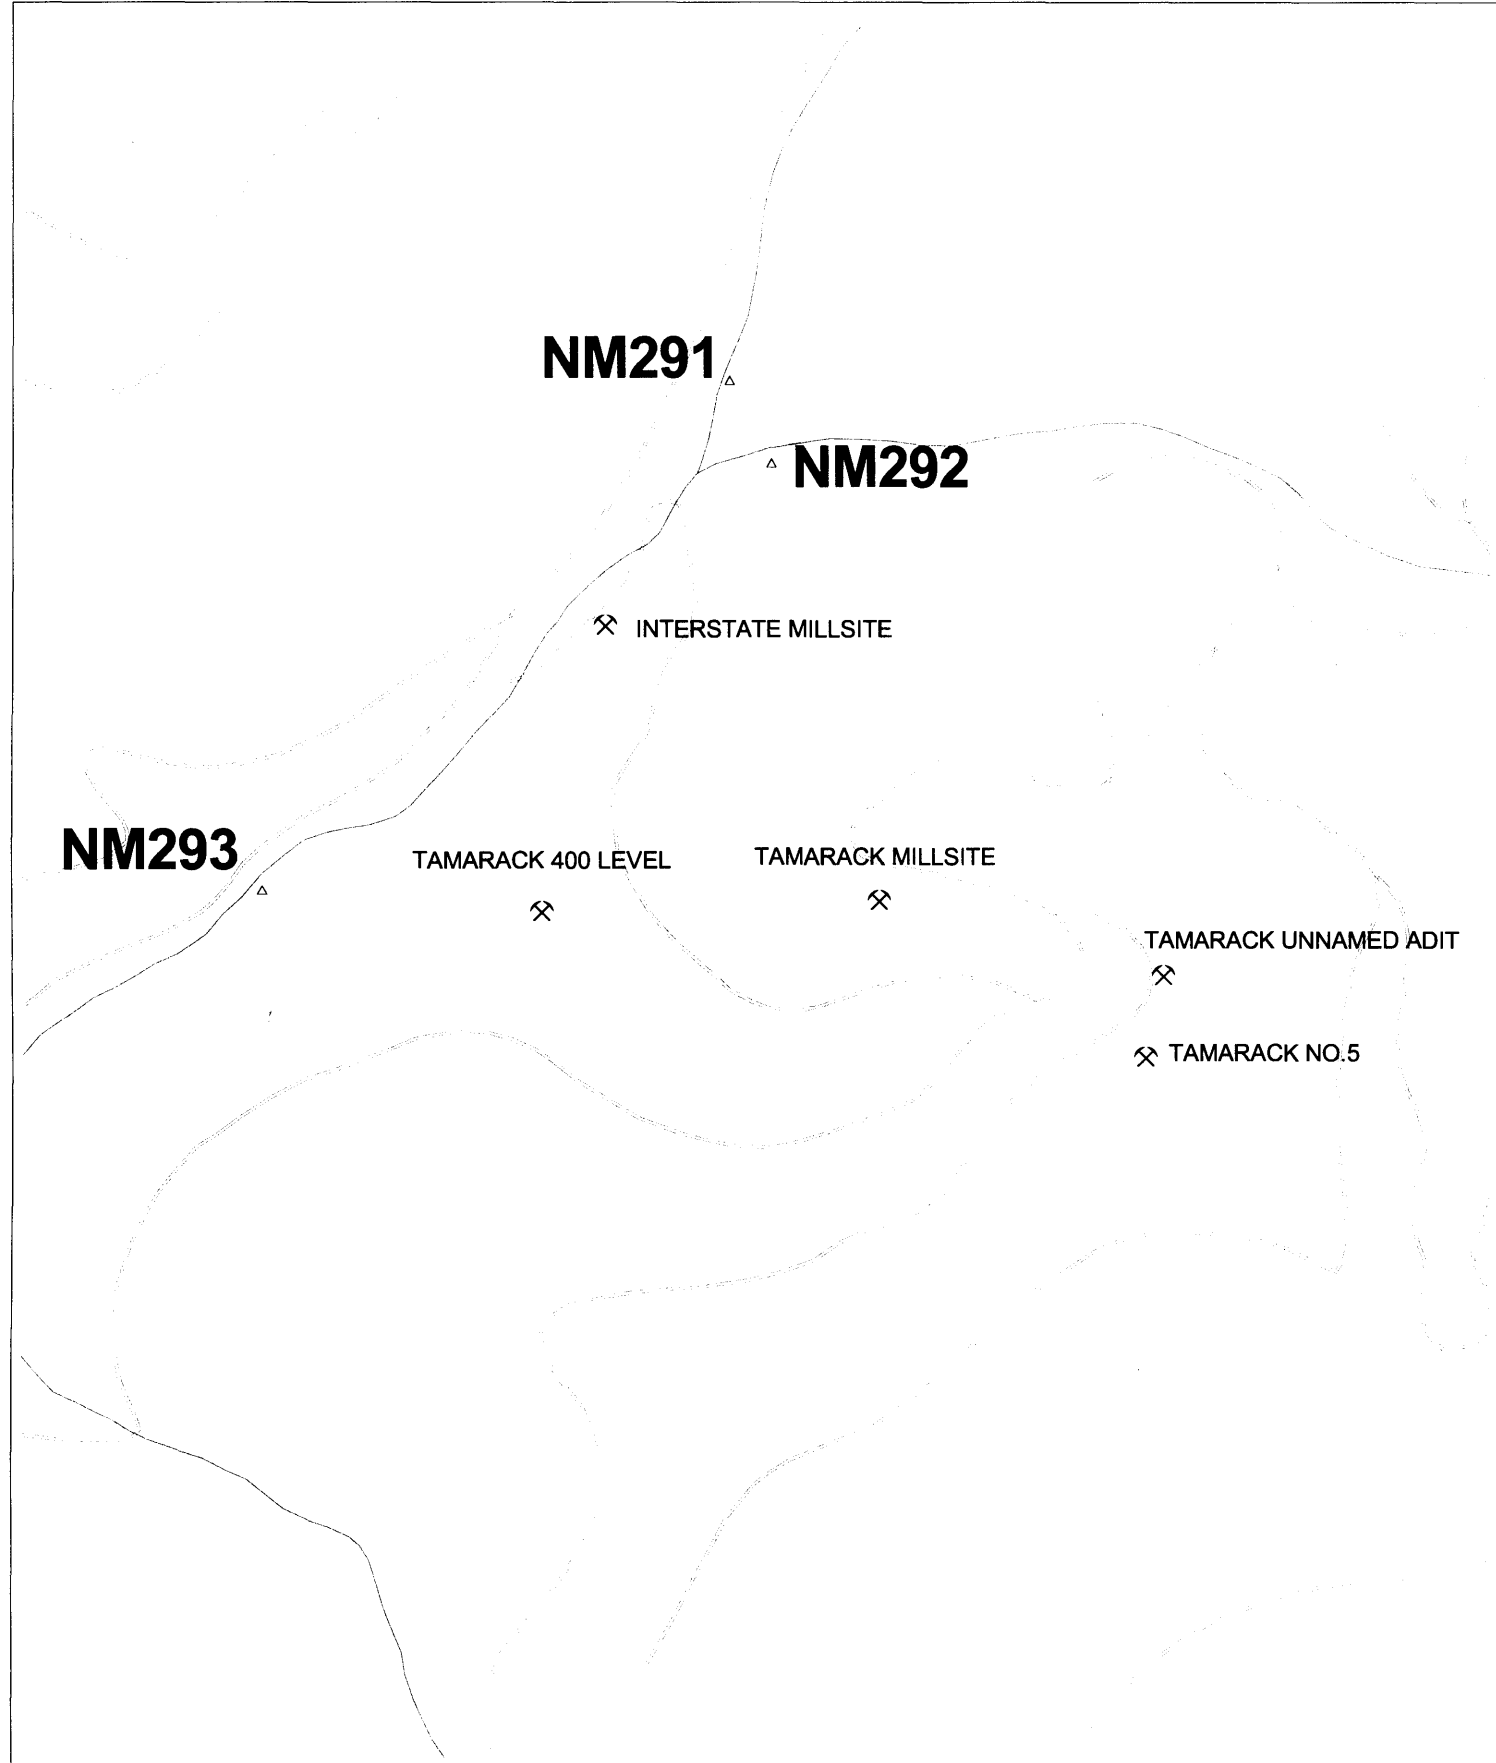 NM291
NM292
INTERSTATE MILLSITE
NM293
TAMARACK 400 LEVEL
TAMARACK MILLSITE
TAMARACK UNNAMED ADIT
TAMARACK NO.5